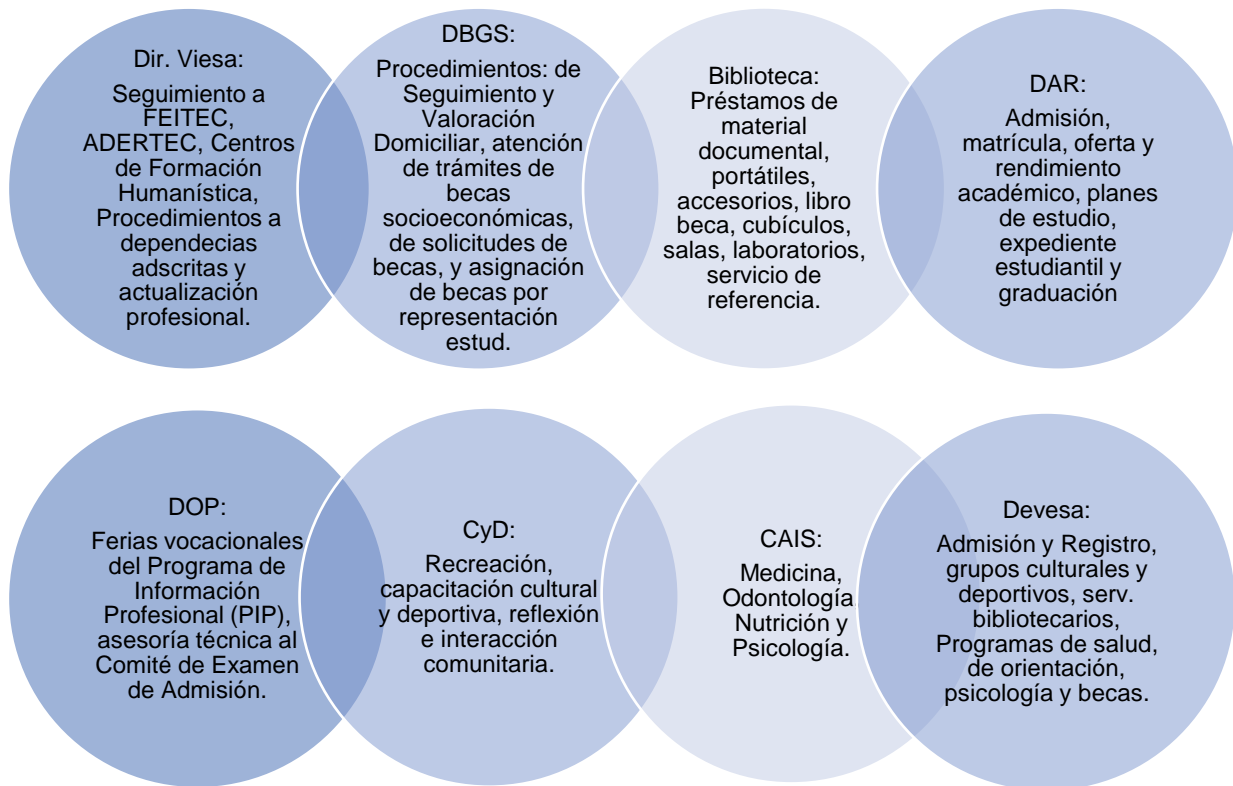 Dir. Viesa:
Seguimiento a
FEITEC,
ADERTEC, Centros
de Formación
Humanística,
Procedimientos a
dependecias
adscritas y
actualización
profesional.
DBGS:
Procedimientos: de
Seguimiento y
Valoración
Domiciliar, atención
de trámites de
becas
socioeconómicas,
de solicitudes de
becas, y asignación
de becas por
representación
estud.
Biblioteca:
Préstamos de
material
documental,
portátiles,
accesorios, libro
beca, cubículos,
salas, laboratorios,
servicio de
referencia.
DAR:
Admisión,
matrícula, oferta y
rendimiento
académico, planes
de estudio,
expediente
estudiantil y
graduación
DOP:
Ferias vocacionales
del Programa de
Información
Profesional (PIP),
asesoría técnica al
Comité de Examen
de Admisión.
CyD:
Recreación,
capacitación cultural
y deportiva, reflexión
e interacción
comunitaria.
CAIS:
Medicina,
Odontología,
Nutrición y
Psicología.
Devesa:
Admisión y Registro,
grupos culturales y
deportivos, serv.
bibliotecarios,
Programas de salud,
de orientación,
psicología y becas.